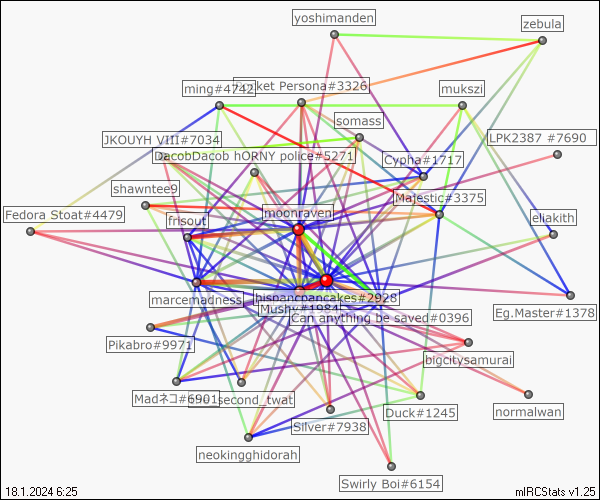 yoshimanden
zebula
ming#4742
cket Persona#3326
mukszi
somass
JKOUYH VIII#7034
LPK2387 #7690
DacobDacob hORNY police#5271
Cypha#1717
shawntee9
Majestic#3375
Fedora Stoat#4479
frisout
moonraven
eliakith
marcemadness
hispancpancakes#2928
Mushy#1984
Can anything be saved#0396
Eg.Master#1378
Pikabro#9971
bigcitysamurai
Madネコ#6901
second_twat
Duck#1245
normalwan
Silver#7938
neokingghidorah
Swirly Boi#6154
18.1.2024 6:25
mIRCStats v1.25